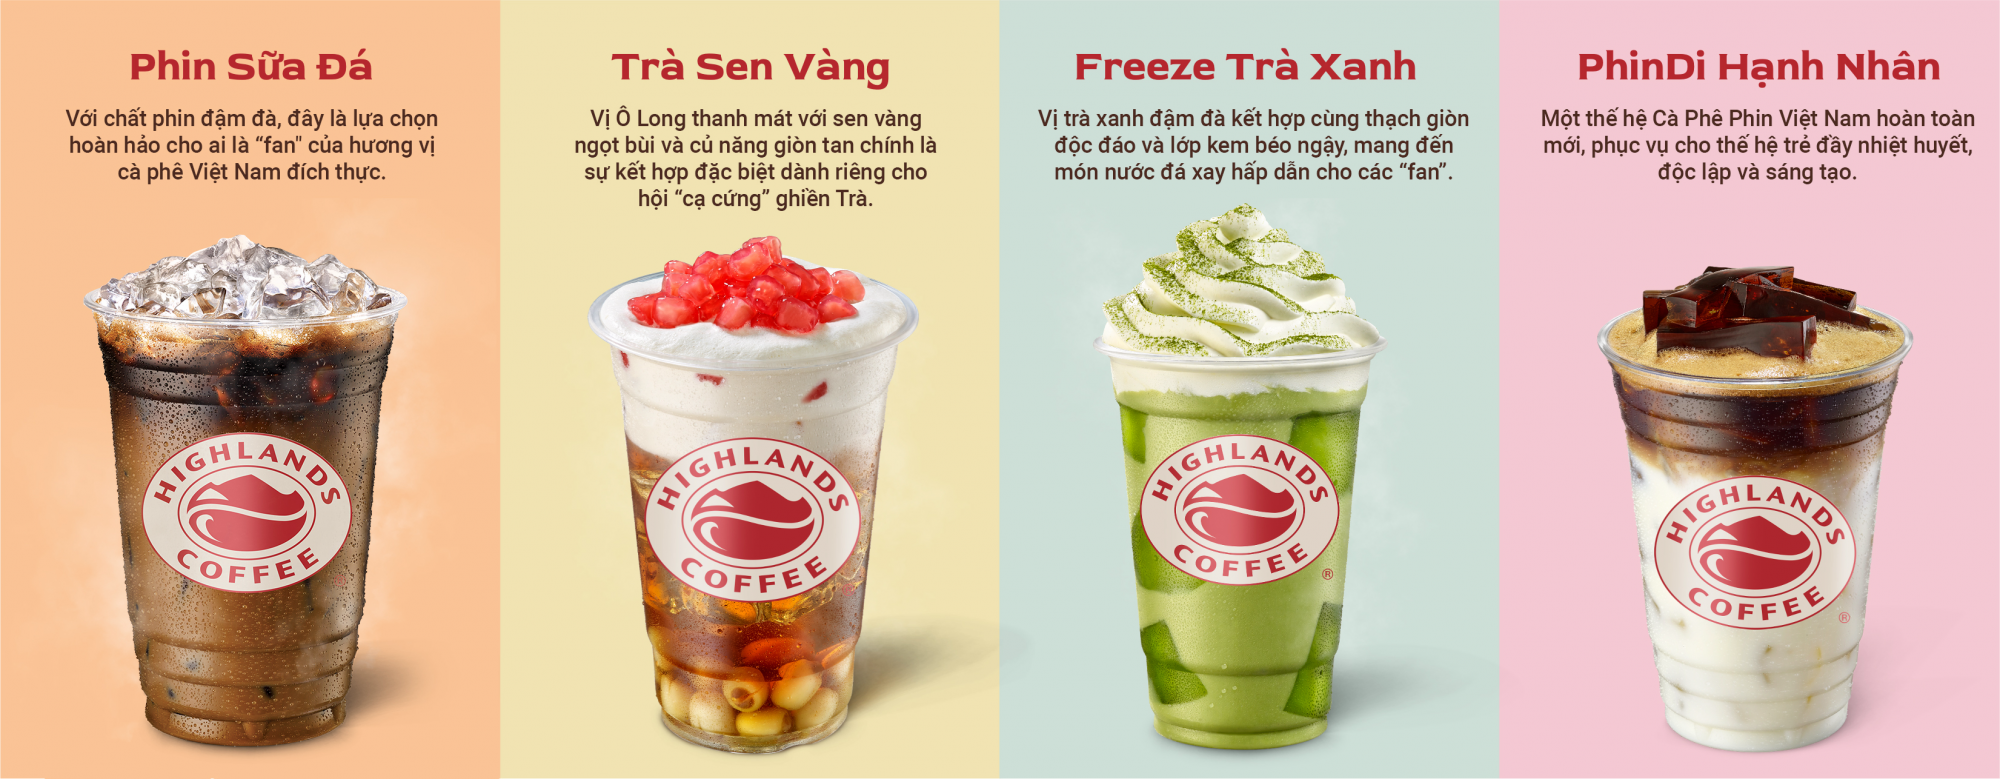 Phin Sữa Đá
Với chất phin đậm đà, đây là lựa chọn
hoàn hảo cho ai là “fan" của hương vị
cà phê Việt Nam đích thực.
HIGHLANDS
COFFEE
Trà Sen Vàng
Vị Ô Long thanh mát với sen vàng
ngọt bùi và củ năng giòn tan chính là
sự kết hợp đặc biệt dành riêng cho
hội “cạ cứng” ghiền Trà.
HIGHLANDS
COFFEE
Freeze Trà Xanh
Vị trà xanh đậm đà kết hợp cùng thạch giòn
độc đáo và lớp kem béo ngậy, mang đến
món nước đá xay hấp dẫn cho các “fan”.
HIGHLANDS
COFFEE
®
PhinDi Hạnh Nhân
Một thế hệ Cà Phê Phin Việt Nam hoàn toàn
mới, phục vụ cho thế hệ trẻ đầy nhiệt huyết,
độc lập và sáng tạo.
HIGHLANDS
COFFEE
®